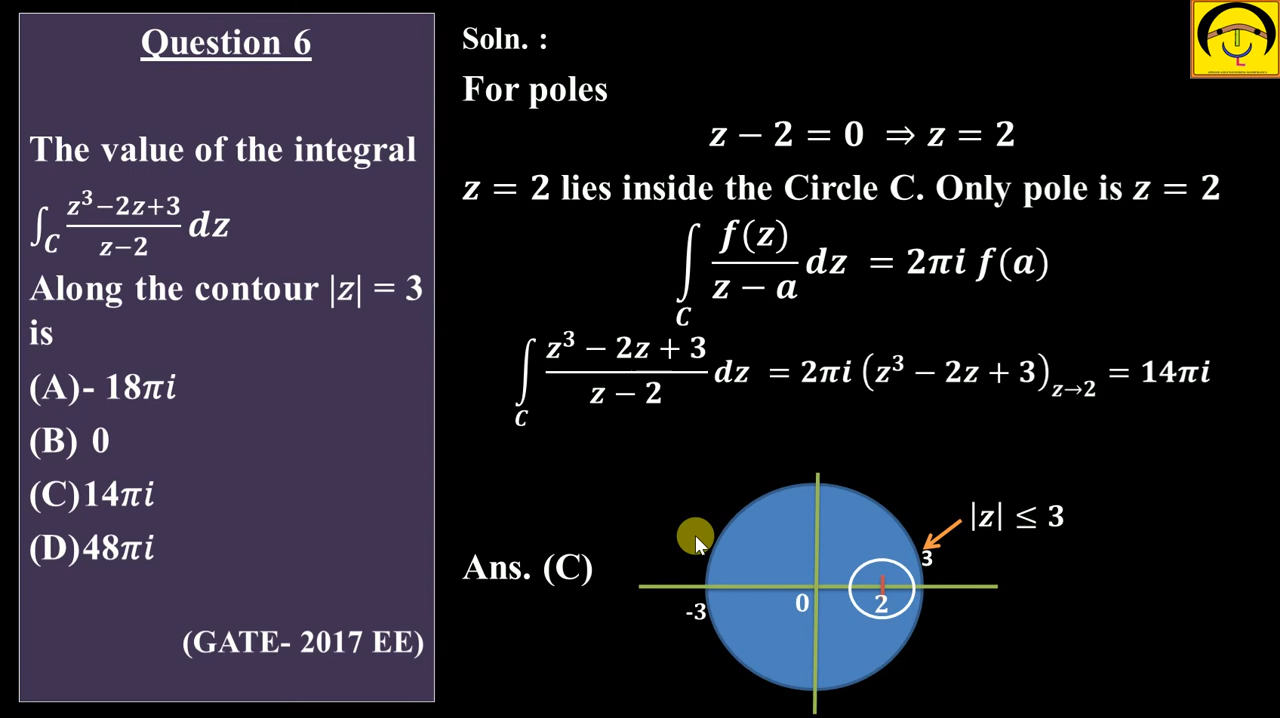 Question 6
The value of the integral
∫_C (z³−2z+3)/(z−2) dz
Along the contour |z| = 3
is
(A)- 18πi
(B) 0
(C)14πi
(D)48πi
(GATE- 2017 EE)
Soln. :
For poles
z − 2 = 0 ⇒ z = 2
z = 2 lies inside the Circle C. Only pole is z = 2
∫_C f(z)/(z − a) dz = 2πi f(a)
∫_C (z³ − 2z + 3)/(z − 2) dz = 2πi (z³ − 2z + 3)_{z→2} = 14πi
|z| ≤ 3
Ans. (C)
3
-3
0
2